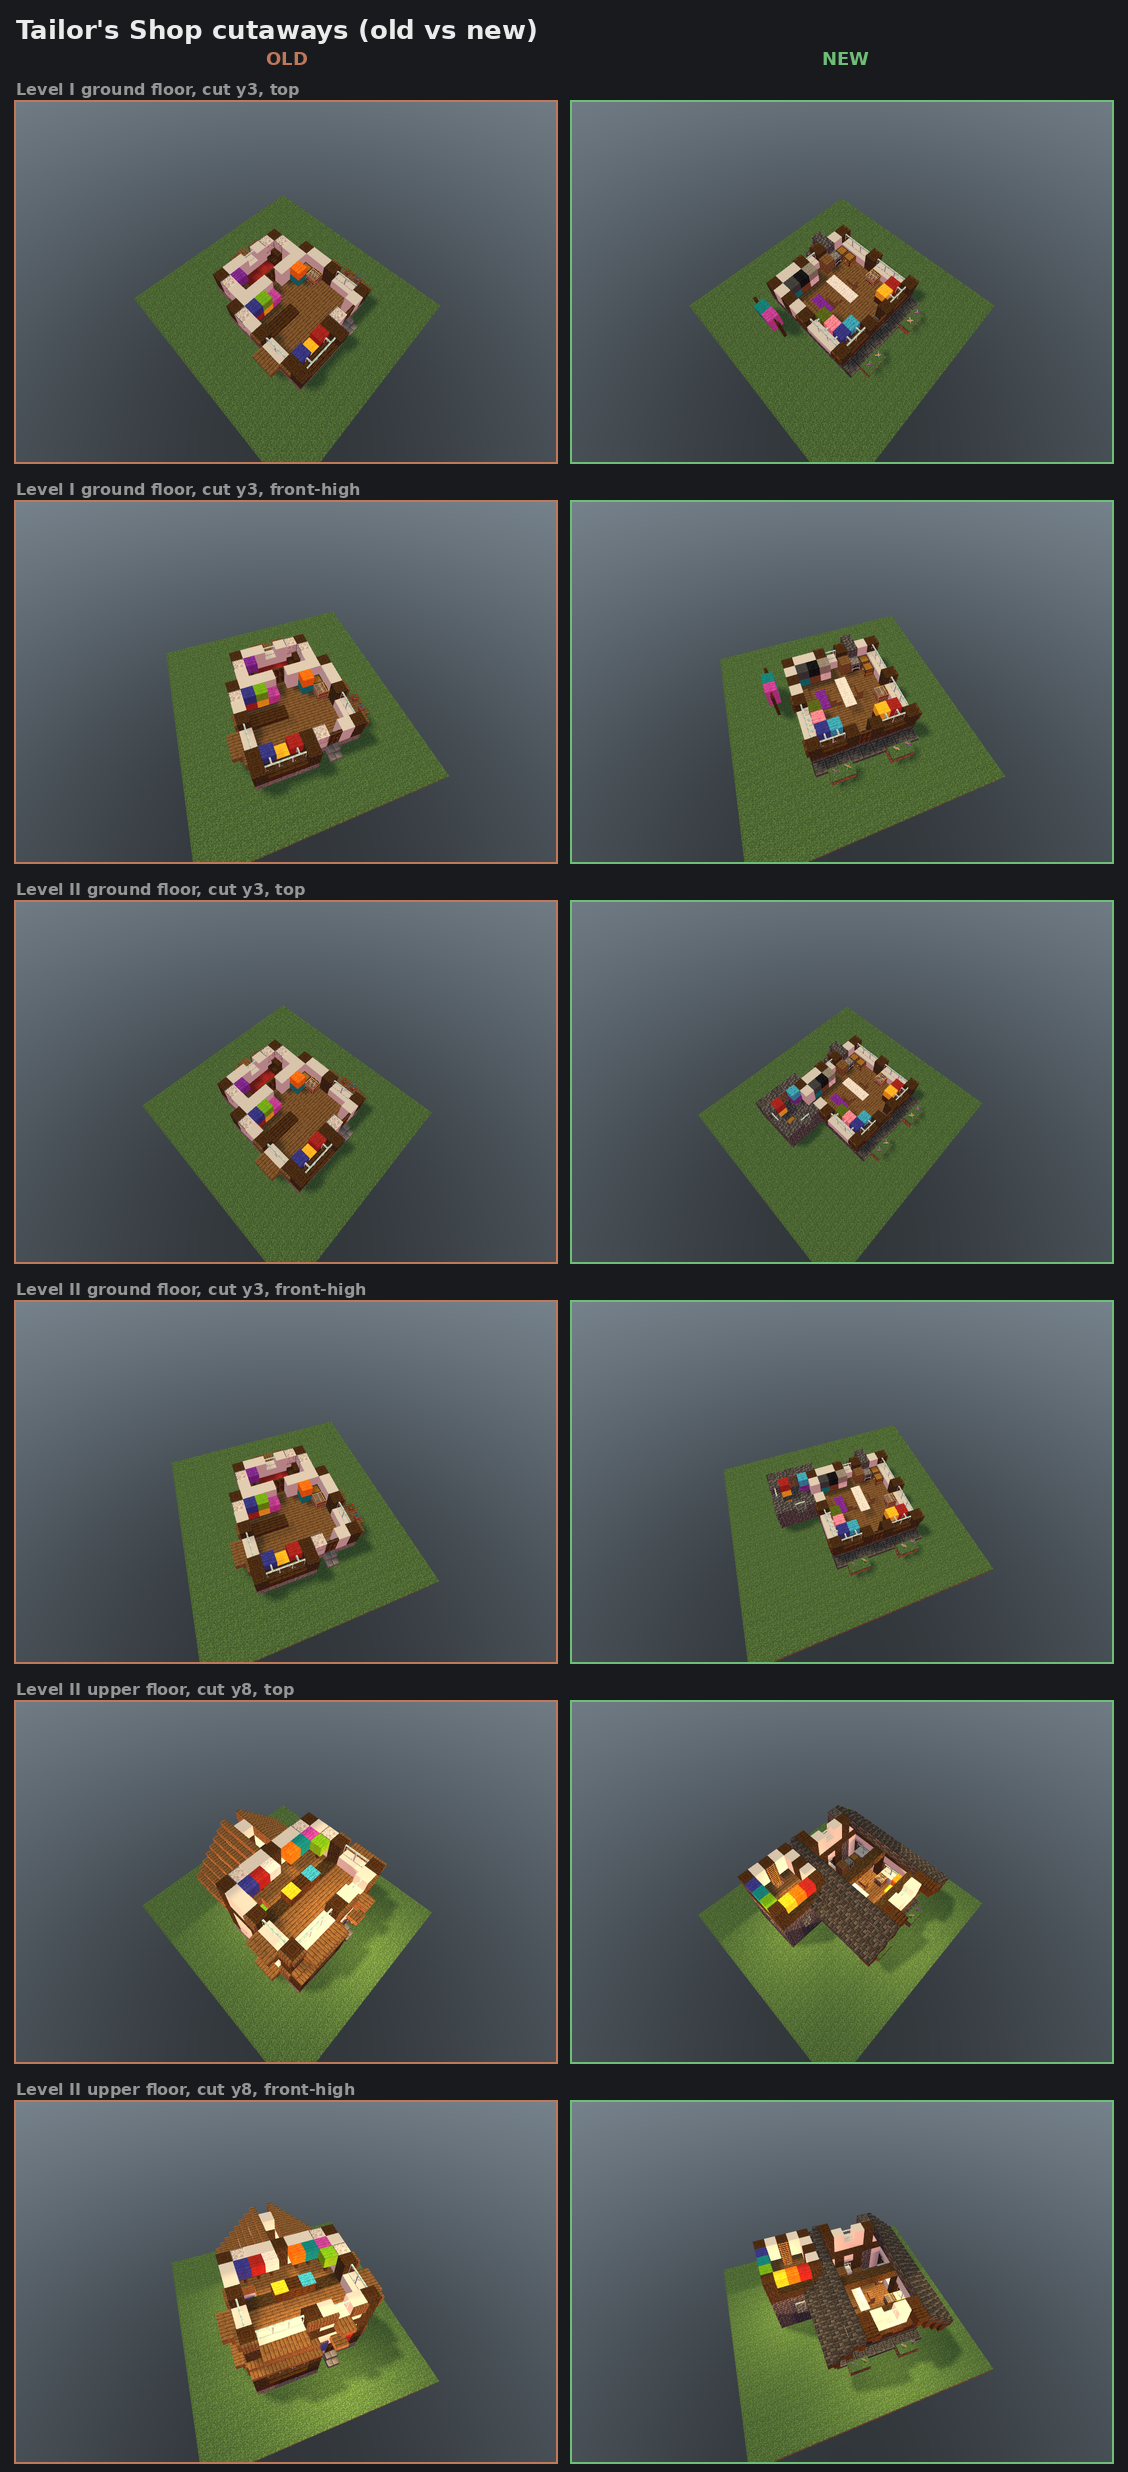 Tailor's Shop cutaways (old vs new)
OLD
NEW
Level I ground floor, cut y3, top
Level I ground floor, cut y3, front-high
Level II ground floor, cut y3, top
Level II ground floor, cut y3, front-high
Level II upper floor, cut y8, top
Level II upper floor, cut y8, front-high